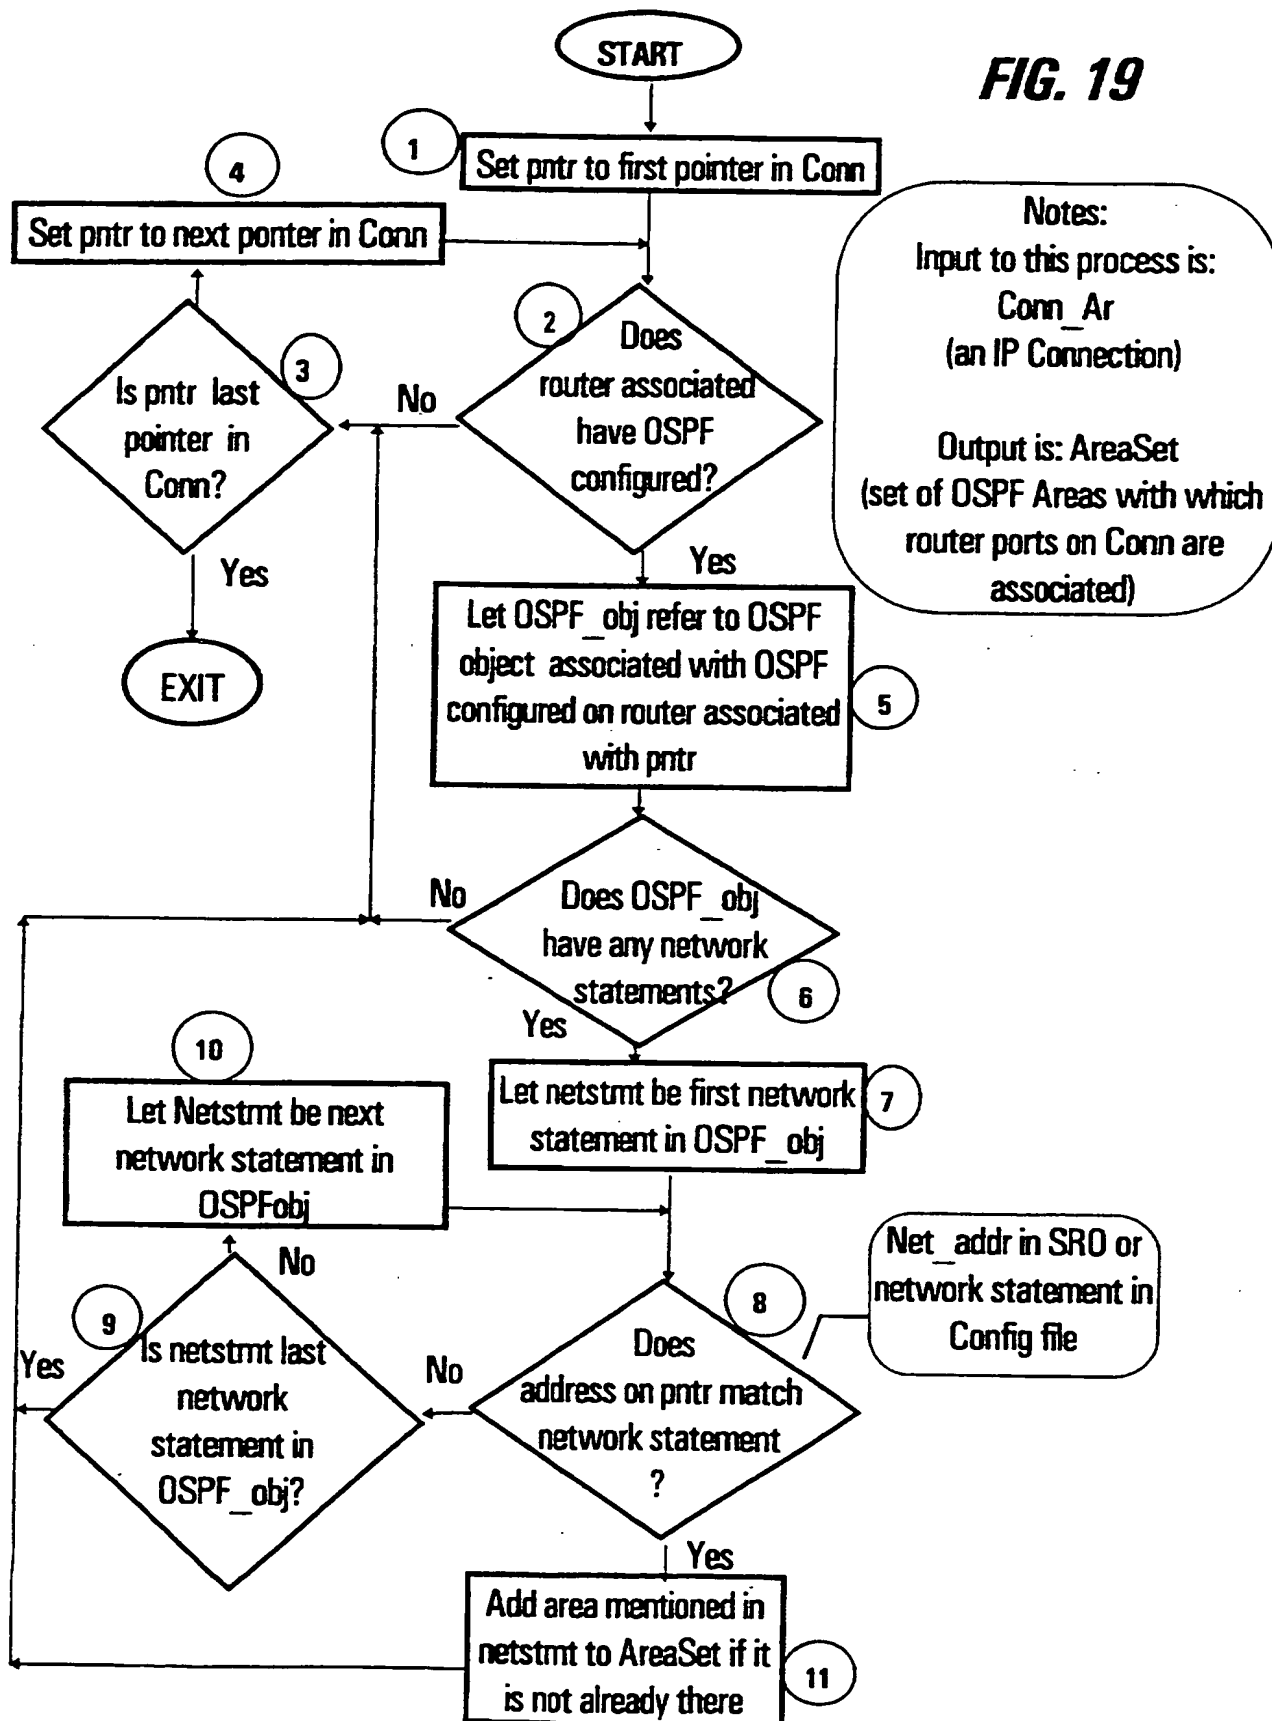 START
FIG. 19
1
Set pntr to first pointer in Conn
4
Set pntr to next ponter in Conn
Notes:
Input to this process is:
Conn_Ar
(an IP Connection)
Output is: AreaSet
(set of OSPF Areas with which
router ports on Conn are
associated)
2
Does
router associated
have OSPF
configured?
No
Yes
3
Is pntr last
pointer in
Conn?
Yes
EXIT
Let OSPF_obj refer to OSPF
object associated with OSPF
configured on router associated
with pntr
5
No
Does OSPF_obj
have any network
statements?
6
Yes
10
Let Netstmt be next
network statement in
OSPFobj
Let netstmt be first network
statement in OSPF_obj
7
No
9
Yes
Is netstmt last
network
statement in
OSPF_obj?
8
Does
address on pntr match
network statement
?
No
Net_addr in SRO or
network statement in
Config file
Yes
Add area mentioned in
netstmt to AreaSet if it
is not already there
11